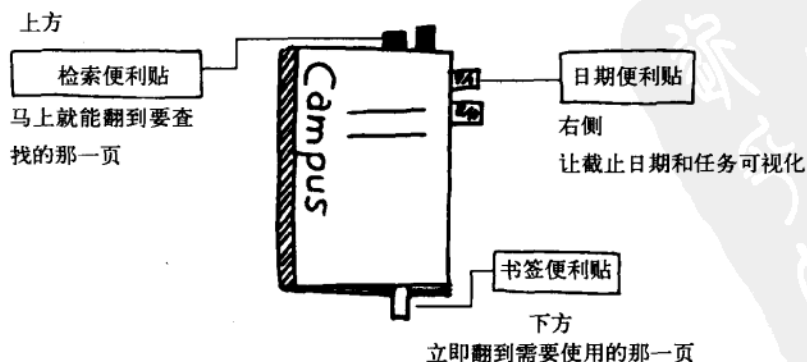 上方
检索便利贴
马上就能翻到要查
找的那一页
Campus
日期便利贴
右侧
让截止日期和任务可视化
书签便利贴
下方
立即翻到需要使用的那一页